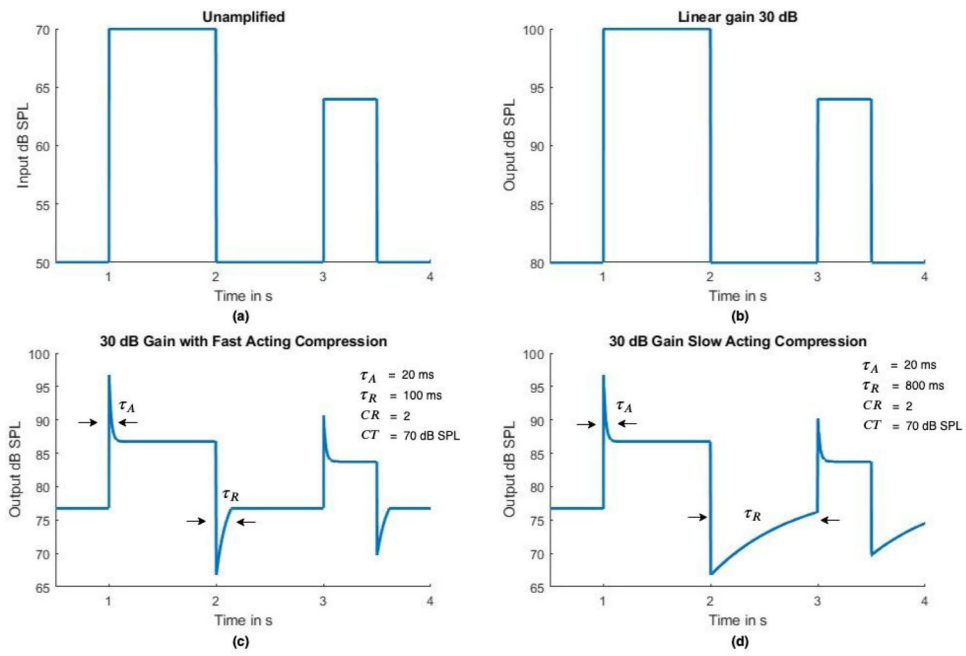 Unamplified
70
65
60
55
50
Input dB SPL
1
2
3
4
Time in s
(a)
Linear gain 30 dB
100
95
90
85
80
Ouput dB SPL
1
2
3
4
Time in s
(b)
30 dB Gain with Fast Acting Compression
100
95
90
85
80
75
70
65
Output dB SPL
τA = 20 ms
τR = 100 ms
CR = 2
CT = 70 dB SPL
τA
τR
1
2
3
4
Time in s
(c)
30 dB Gain Slow Acting Compression
100
95
90
85
80
75
70
65
Output dB SPL
τA = 20 ms
τR = 800 ms
CR = 2
CT = 70 dB SPL
τA
τR
1
2
3
4
Time in s
(d)